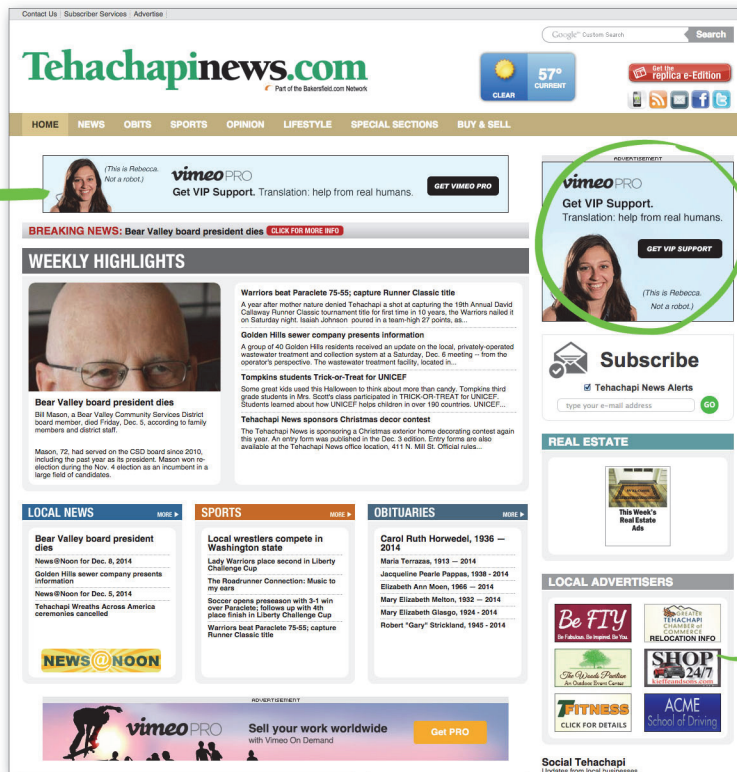 Contact Us | Subscriber Services | Advertise
Google™ Custom Search
Search
Tehachapinews.com
Part of the Bakersfield.com Network
CLEAR
57°
CURRENT
Get the
replica e-Edition
HOME NEWS OBITS SPORTS OPINION LIFESTYLE SPECIAL SECTIONS BUY & SELL
(This is Rebecca.
Not a robot.)
vimeo PRO
Get VIP Support. Translation: help from real humans.
GET VIMEO PRO
ADVERTISEMENT
vimeo PRO
Get VIP Support.
Translation: help from real humans.
GET VIP SUPPORT
(This is Rebecca.
Not a robot.)
BREAKING NEWS: Bear Valley board president dies CLICK FOR MORE INFO
WEEKLY HIGHLIGHTS
Bear Valley board president dies
Bill Mason, a Bear Valley Community Services District
board member, died Friday, Dec. 5, according to family
members and district staff.
Mason, 72, had served on the CSD board since 2010,
including the past year as its president. Mason won re-
election during the Nov. 4 election as an incumbent in a
large field of candidates.
Warriors beat Paraclete 75-55; capture Runner Classic title
A year after mother nature denied Tehachapi a shot at capturing the 19th Annual David
Callaway Runner Classic tournament title for first time in 10 years, the Warriors nailed it
on Saturday night. Isaiah Johnson poured in a team-high 27 points, as...
Golden Hills sewer company presents information
A group of 40 Golden Hills residents received an update on the local, privately-operated
wastewater treatment and collection system at a Saturday, Dec. 6 meeting -- from the
operator's perspective. The wastewater treatment facility, located in...
Tompkins students Trick-or-Treat for UNICEF
Some great kids used this Halloween to think about more than candy. Tompkins third
grade students in Mrs. Scott's class participated in TRICK-OR-TREAT for UNICEF.
Students learned about how UNICEF helps children in over 190 countries. UNICEF...
Tehachapi News sponsors Christmas decor contest
The Tehachapi News is sponsoring a Christmas exterior home decorating contest again
this year. An entry form was published in the Dec. 3 edition. Entry forms are also
available at the Tehachapi News office location, 411 N. Mill St. Official rules...
Subscribe
Tehachapi News Alerts
type your e-mail address
GO
REAL ESTATE
This Week's
Real Estate
Ads
LOCAL NEWS MORE
Bear Valley board president
dies
News@Noon for Dec. 8, 2014
Golden Hills sewer company presents
information
News@Noon for Dec. 5, 2014
Tehachapi Wreaths Across America
ceremonies cancelled
NEWS@NOON
SPORTS MORE
Local wrestlers compete in
Washington state
Lady Warriors place second in Liberty
Challenge Cup
The Roadrunner Connection: Music to
my ears
Soccer opens preseason with 3-1 win
over Paraclete; follows up with 4th
place finish in Liberty Challenge Cup
Warriors beat Paraclete 75-55; capture
Runner Classic title
OBITUARIES MORE
Carol Ruth Horwedel, 1936 —
2014
Maria Terrazas, 1913 — 2014
Jacqueline Pearle Pappas, 1938 - 2014
Elizabeth Ann Moen, 1966 — 2014
Mary Elizabeth Melton, 1932 — 2014
Mary Elizabeth Glasgo, 1924 - 2014
Robert "Gary" Strickland, 1945 - 2014
LOCAL ADVERTISERS
Be FIY
Be Fabulous. Be Inspired. Be You.
GREATER
TEHACHAPI
CHAMBER of
COMMERCE
RELOCATION INFO
The Woods Pavilion
An Outdoor Event Center
SHOP
24/7
kieffeandsons.com
FITNESS
CLICK FOR DETAILS
ACME
School of Driving
ADVERTISEMENT
vimeo PRO
Sell your work worldwide
with Vimeo On Demand
Get PRO
Social Tehachapi
Updates from local businesses